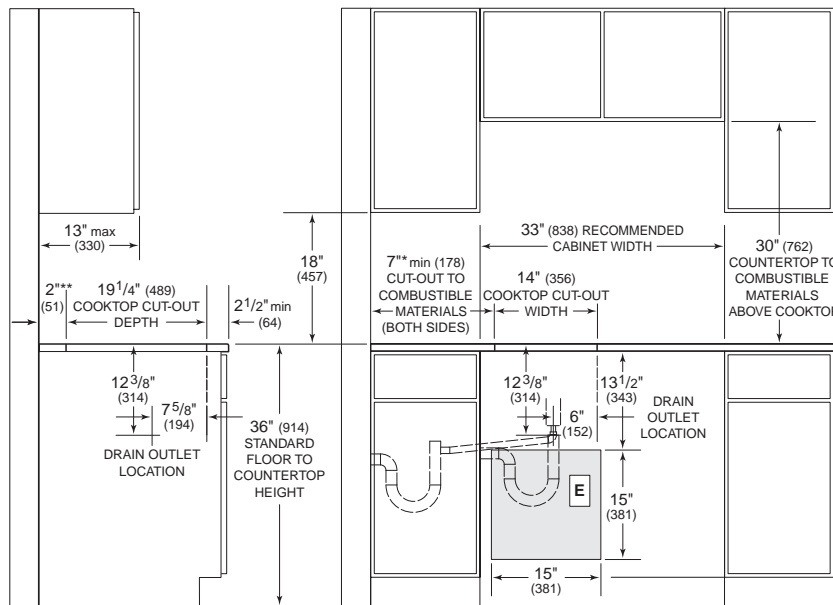 13" max
(330)
18"
(457)
2"**
(51)
19 1/4" (489)
COOKTOP CUT-OUT
DEPTH
2 1/2" min
(64)
12 3/8"
(314)
7 5/8"
(194)
DRAIN OUTLET
LOCATION
36" (914)
STANDARD
FLOOR TO
COUNTERTOP
HEIGHT
33" (838) RECOMMENDED
CABINET WIDTH
7"* min (178)
CUT-OUT TO
COMBUSTIBLE
MATERIALS
(BOTH SIDES)
14" (356)
COOKTOP CUT-OUT
WIDTH
30" (762)
COUNTERTOP TO
COMBUSTIBLE
MATERIALS
ABOVE COOKTOP
12 3/8"
(314)
13 1/2"
(343)
6"
(152)
DRAIN
OUTLET
LOCATION
E
15"
(381)
15"
(381)